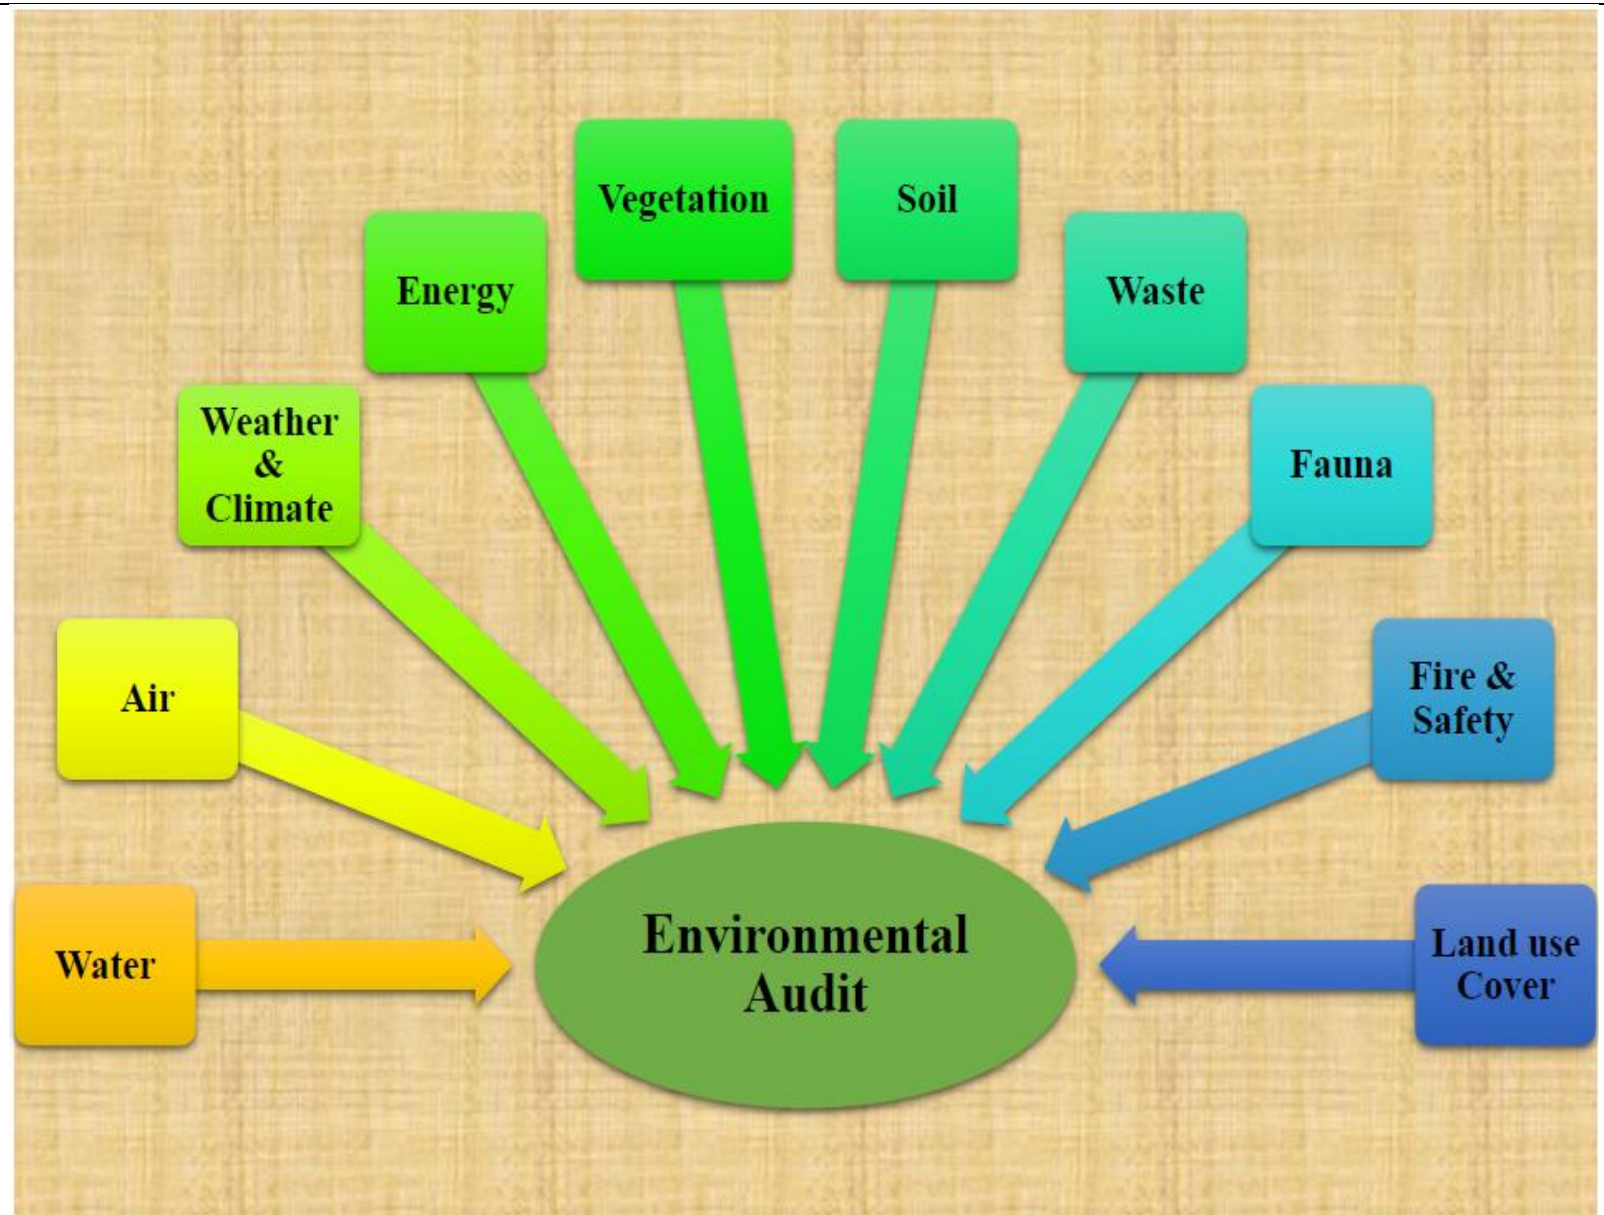 Vegetation
Soil
Energy
Waste
Weather
&
Climate
Fauna
Air
Fire &
Safety
Water
Environmental
Audit
Land use
Cover